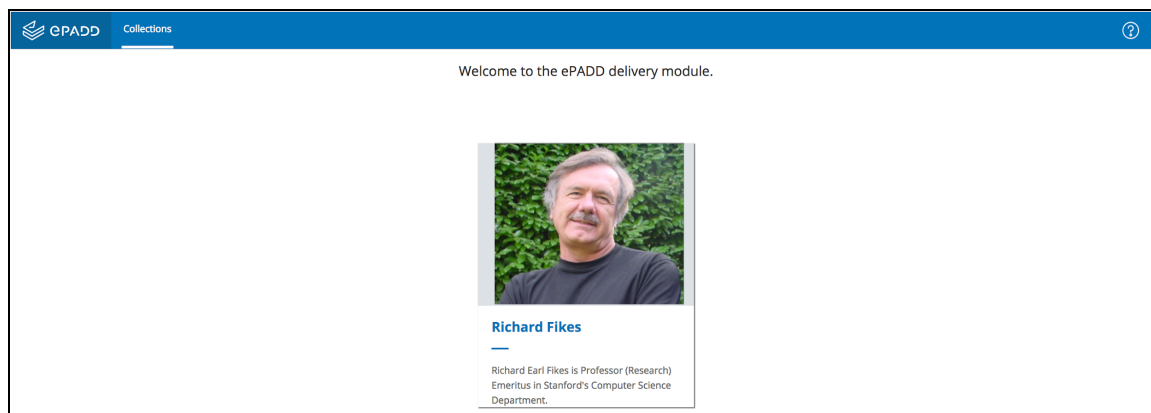 ePADD Collections
Welcome to the ePADD delivery module.
Richard Fikes
Richard Earl Fikes is Professor (Research)
Emeritus in Stanford's Computer Science
Department.